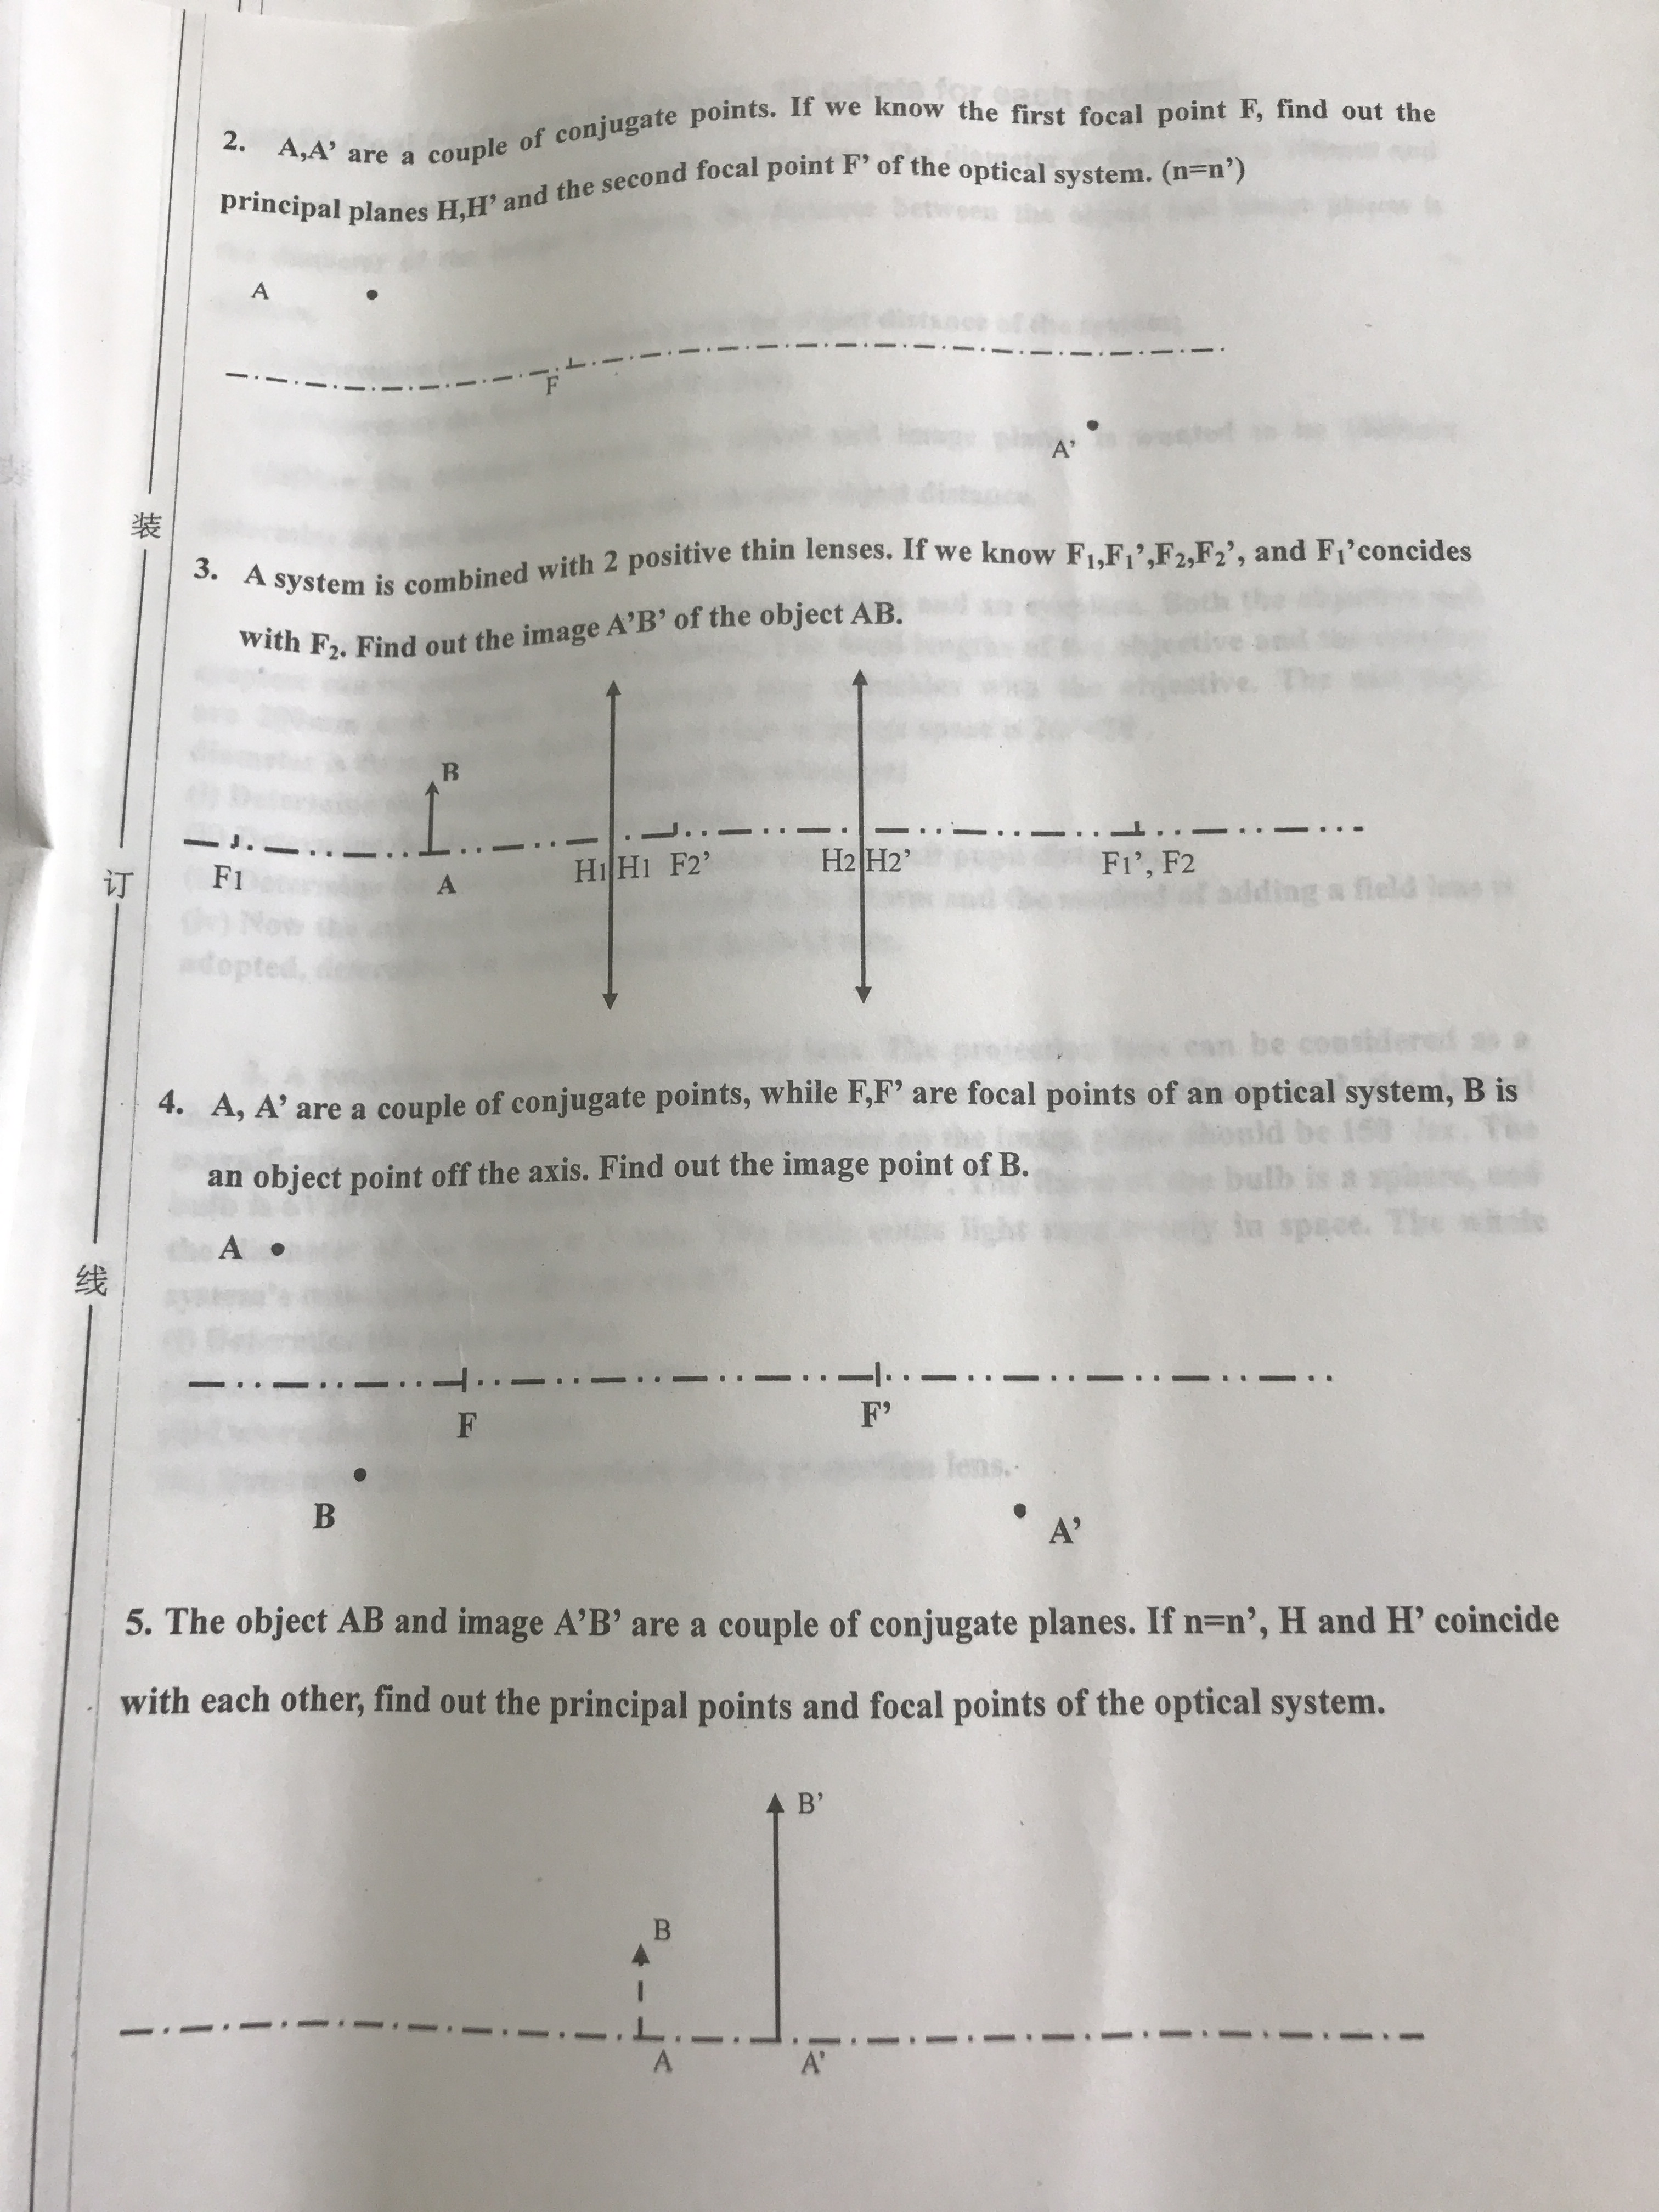 2. A,A’ are a couple of conjugate points. If we know the first focal point F, find out the
principal planes H,H’ and the second focal point F’ of the optical system. (n=n’)
A
F
A’
装
3. A system is combined with 2 positive thin lenses. If we know F₁,F₁’,F₂,F₂’, and F₁’concides
with F₂. Find out the image A’B’ of the object AB.
B
F1
A
H1 H1 F2’
H2 H2’
F1’, F2
订
4. A, A’ are a couple of conjugate points, while F,F’ are focal points of an optical system, B is
an object point off the axis. Find out the image point of B.
A
线
F
F’
B
A’
5. The object AB and image A’B’ are a couple of conjugate planes. If n=n’, H and H’ coincide
with each other, find out the principal points and focal points of the optical system.
B’
B
A
A’